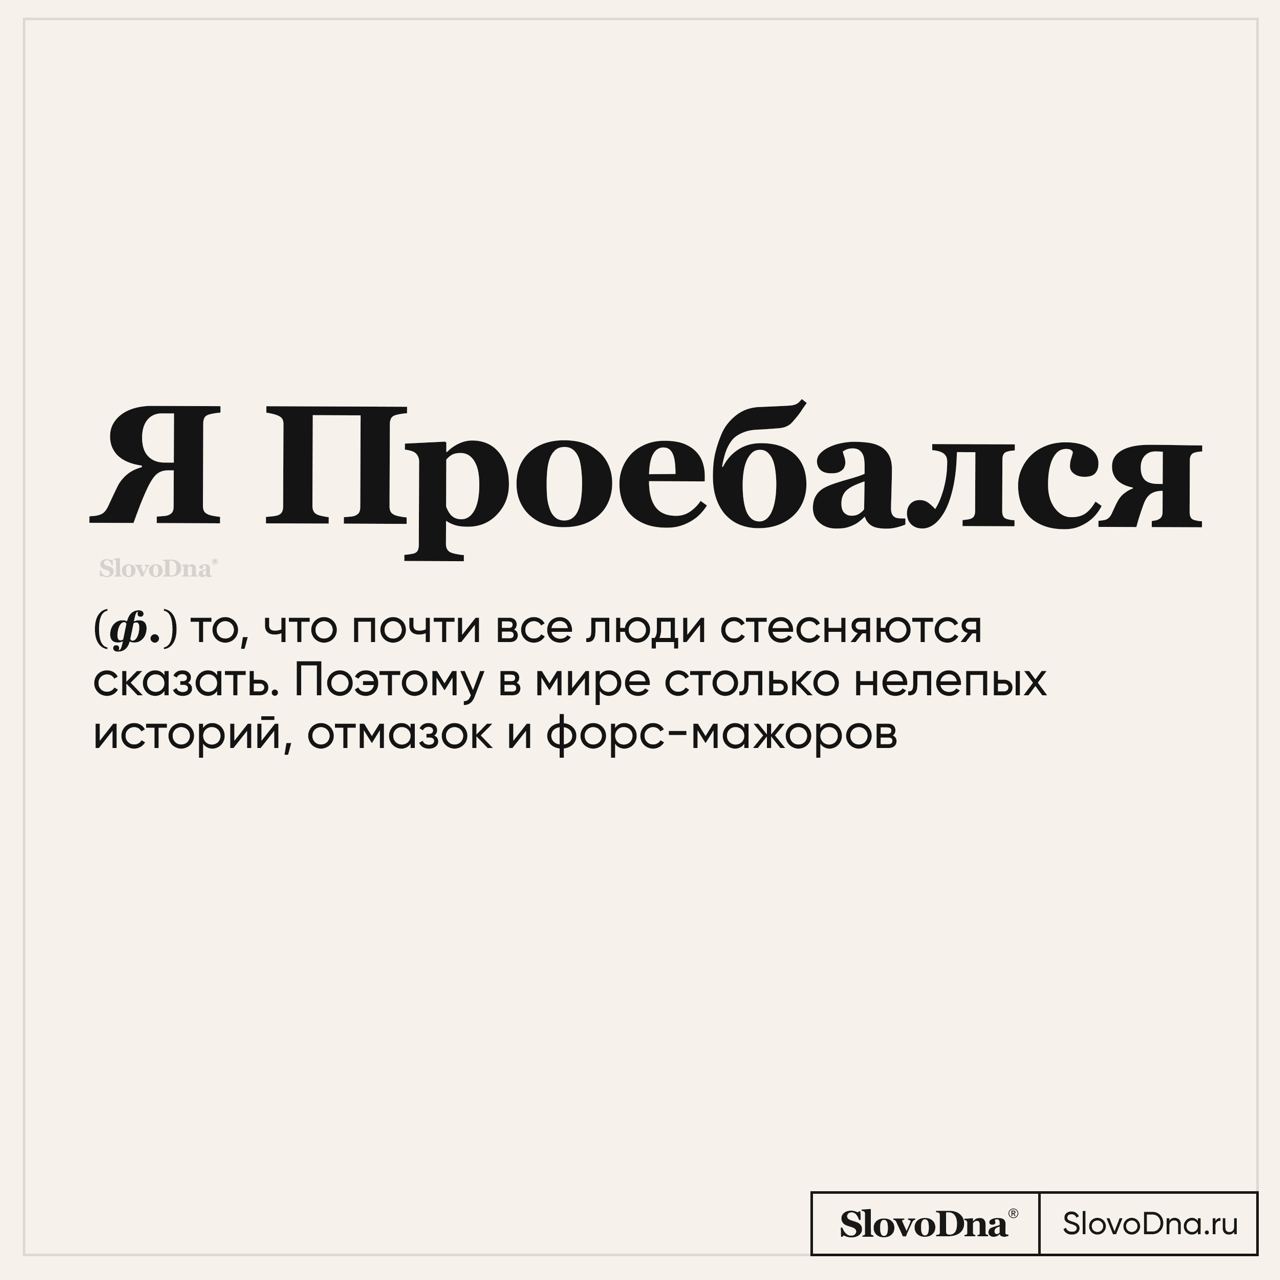 Я Проебался
SlovoDna®
(ф.) то, что почти все люди стесняются
сказать. Поэтому в мире столько нелепых
историй, отмазок и форс-мажоров
SlovoDna® SlovoDna.ru